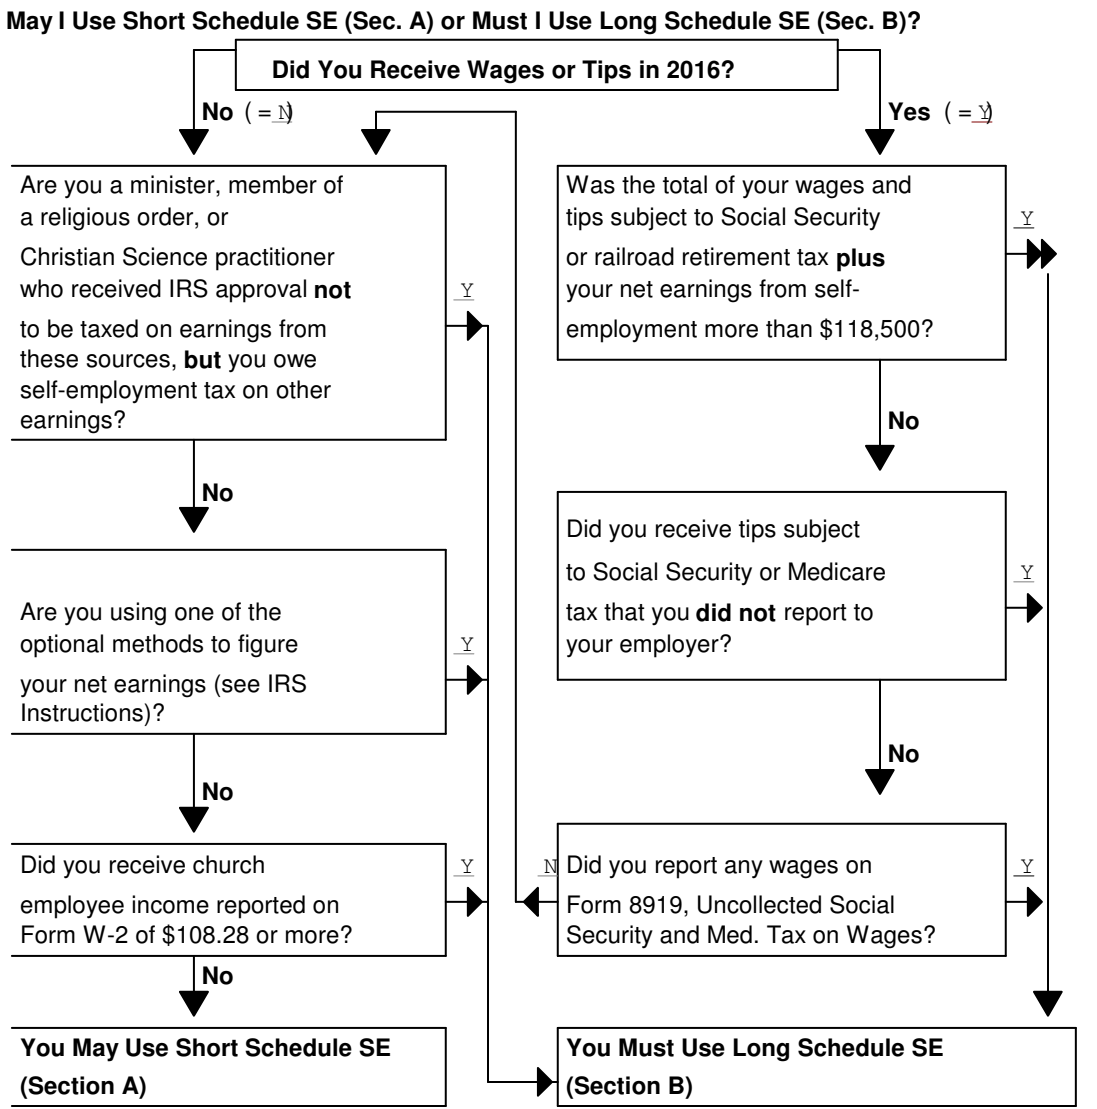 May I Use Short Schedule SE (Sec. A) or Must I Use Long Schedule SE (Sec. B)?
Did You Receive Wages or Tips in 2016?
No ( = N)
Yes ( = Y)
Are you a minister, member of
a religious order, or
Christian Science practitioner
who received IRS approval not
to be taxed on earnings from
these sources, but you owe
self-employment tax on other
earnings?
Y
Was the total of your wages and
tips subject to Social Security
or railroad retirement tax plus
your net earnings from self-
employment more than $118,500?
Y
No
No
Did you receive tips subject
to Social Security or Medicare
tax that you did not report to
your employer?
Y
Are you using one of the
optional methods to figure
your net earnings (see IRS
Instructions)?
Y
No
No
Did you receive church
employee income reported on
Form W-2 of $108.28 or more?
Y
N
Did you report any wages on
Form 8919, Uncollected Social
Security and Med. Tax on Wages?
Y
No
You May Use Short Schedule SE
(Section A)
You Must Use Long Schedule SE
(Section B)